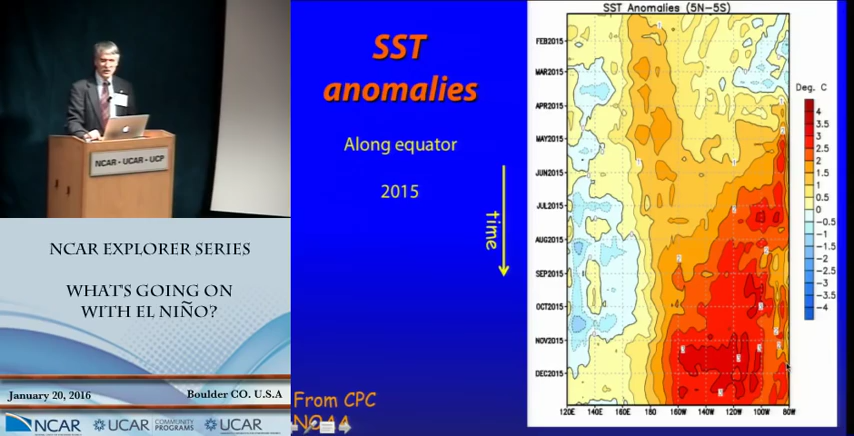 NCAR - UCAR - UCP
NCAR EXPLORER SERIES
WHAT'S GOING ON
WITH EL NIÑO?
January 20, 2016
Boulder CO. U.S.A
NCAR
UCAR
COMMUNITY
PROGRAMS
UCAR
SST
anomalies
Along equator
2015
time
From CPC
NOAA
SST Anomalies (5N-5S)
FEB2015
MAR2015
APR2015
MAY2015
JUN2015
JUL2015
AUG2015
SEP2015
OCT2015
NOV2015
DEC2015
120E 140E 160E 180 160W 140W 120W 100W 80W
Deg. C
4
3.5
3
2.5
2
1.5
1
0.5
0
-0.5
-1
-1.5
-2
-2.5
-3
-3.5
-4